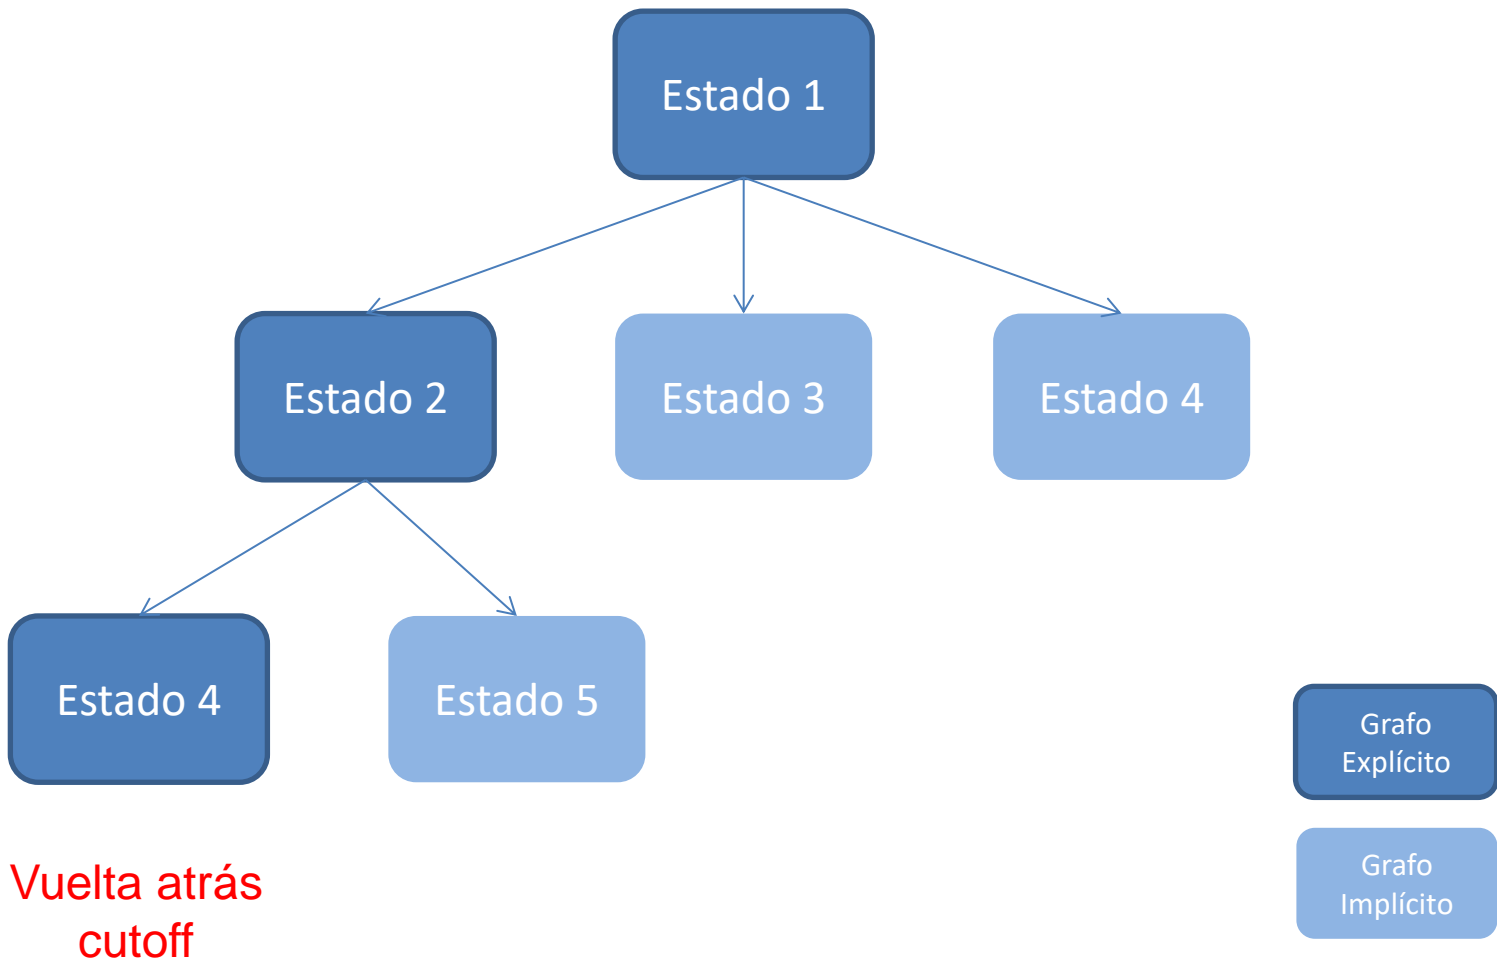 Estado 1
Estado 2
Estado 3
Estado 4
Estado 4
Estado 5
Grafo
Explícito
Grafo
Implícito
Vuelta atrás
cutoff